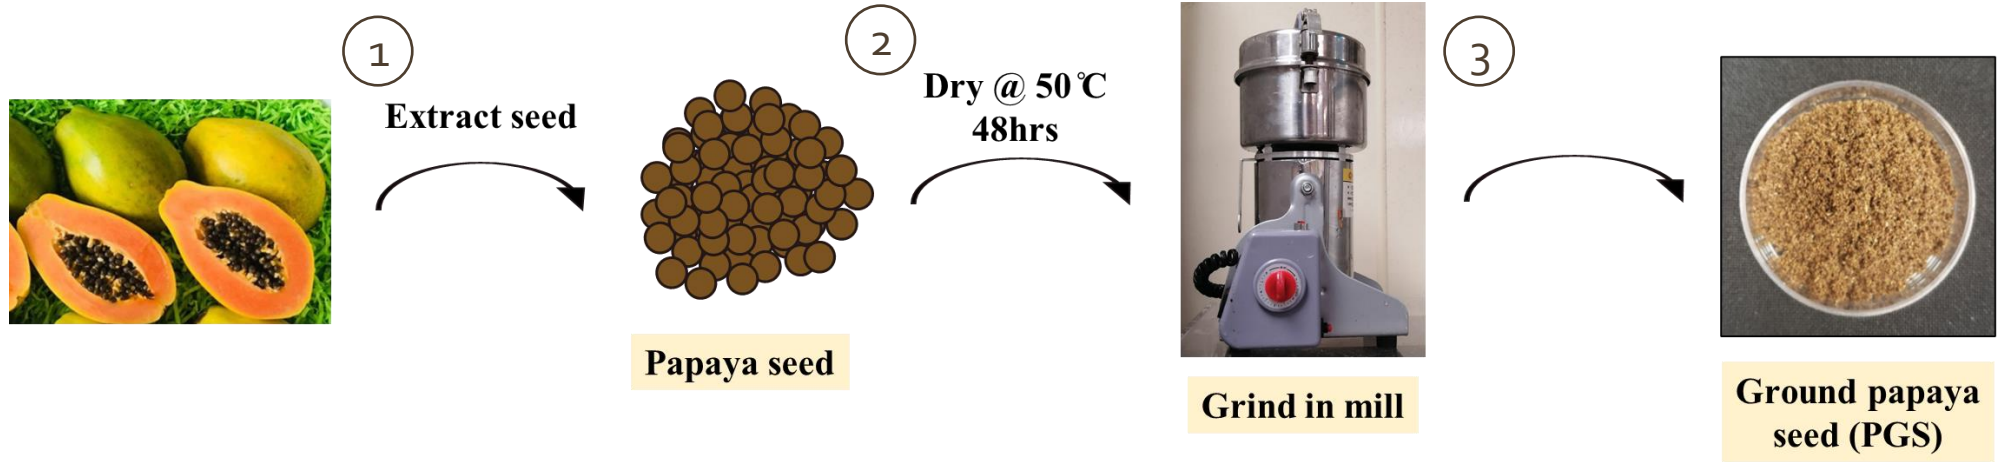 1
Extract seed
Papaya seed
2
Dry @ 50 ℃
48hrs
Grind in mill
3
Ground papaya
seed (PGS)